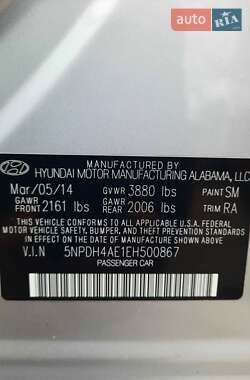 AUTO RIA
MANUFACTURED BY
HYUNDAI MOTOR MANUFACTURING ALABAMA, LLC
Mar/05/14 GVWR 3880 lbs PAINT SM
GAWR FRONT 2161 lbs GAWR REAR 2006 lbs TRIM RA
THIS VEHICLE CONFORMS TO ALL APPLICABLE U.S.A. FEDERAL
MOTOR VEHICLE SAFETY, BUMPER, AND THEFT PREVENTION
STANDARDS IN EFFECT ON THE DATE OF MANUFACTURE SHOWN ABOVE.
V.I.N 5NPDH4AE1EH500867
PASSENGER CAR